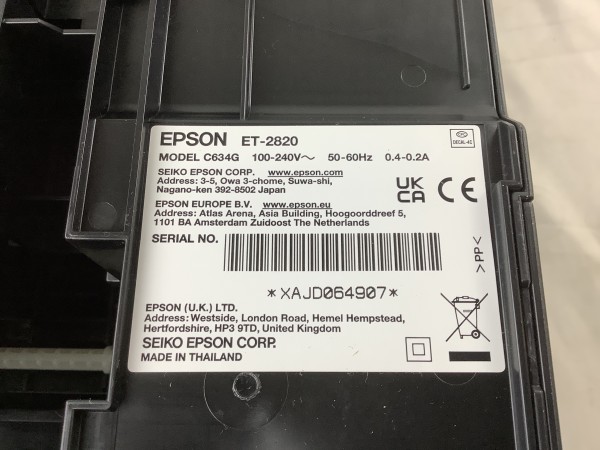 EPSON ET-2820
MODEL C634G 100-240V～ 50-60Hz 0.4-0.2A
SEIKO EPSON CORP. www.epson.com
Address: 3-5, Owa 3-chome, Suwa-shi,
Nagano-ken 392-8502 Japan
EPSON EUROPE B.V. www.epson.eu
Address: Atlas Arena, Asia Building, Hoogoorddreef 5,
1101 BA Amsterdam Zuidoost The Netherlands
UK
CA
CE
SERIAL NO.
*XAJD064907*
>PP<
EPSON (U.K.) LTD.
Address: Westside, London Road, Hemel Hempstead,
Hertfordshire, HP3 9TD, United Kingdom
SEIKO EPSON CORP.
MADE IN THAILAND